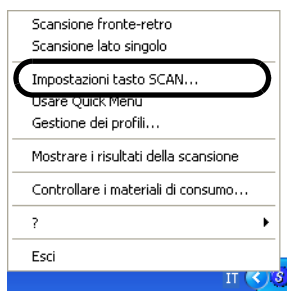 Scansione fronte-retro
Scansione lato singolo
Impostazioni tasto SCAN...
Usare Quick Menu
Gestione dei profili...
Mostrare i risultati della scansione
Controllare i materiali di consumo...
?
Esci
IT
S